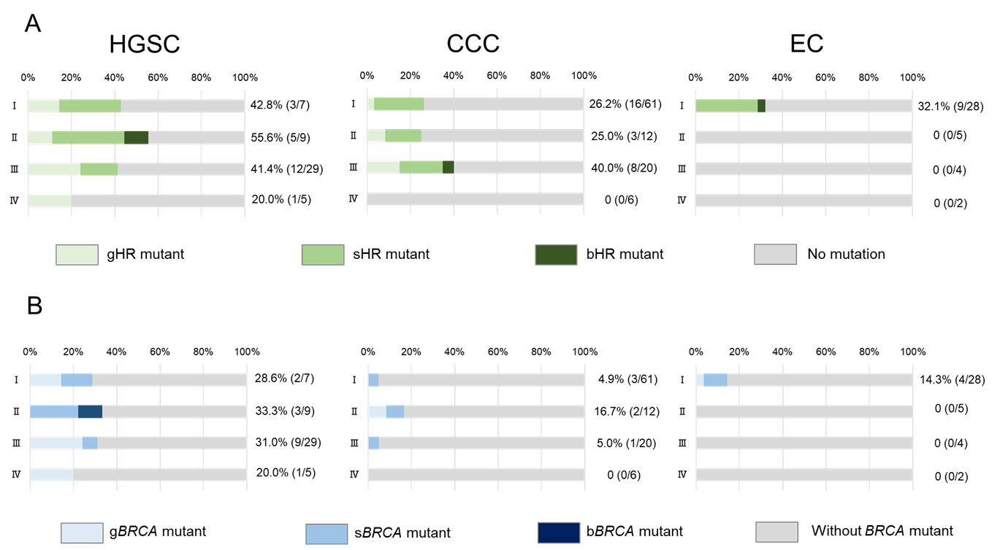 A
HGSC CCC EC
0% 20% 40% 60% 80% 100% 0% 20% 40% 60% 80% 100% 0% 20% 40% 60% 80% 100%
Ⅰ 42.8% (3/7) Ⅰ 26.2% (16/61) Ⅰ 32.1% (9/28)
Ⅱ 55.6% (5/9) Ⅱ 25.0% (3/12) Ⅱ 0 (0/5)
Ⅲ 41.4% (12/29) Ⅲ 40.0% (8/20) Ⅲ 0 (0/4)
Ⅳ 20.0% (1/5) Ⅳ 0 (0/6) Ⅳ 0 (0/2)
gHR mutant sHR mutant bHR mutant No mutation
B
0% 20% 40% 60% 80% 100% 0% 20% 40% 60% 80% 100% 0% 20% 40% 60% 80% 100%
Ⅰ 28.6% (2/7) Ⅰ 4.9% (3/61) Ⅰ 14.3% (4/28)
Ⅱ 33.3% (3/9) Ⅱ 16.7% (2/12) Ⅱ 0 (0/5)
Ⅲ 31.0% (9/29) Ⅲ 5.0% (1/20) Ⅲ 0 (0/4)
Ⅳ 20.0% (1/5) Ⅳ 0 (0/6) Ⅳ 0 (0/2)
gBRCA mutant sBRCA mutant bBRCA mutant Without BRCA mutant